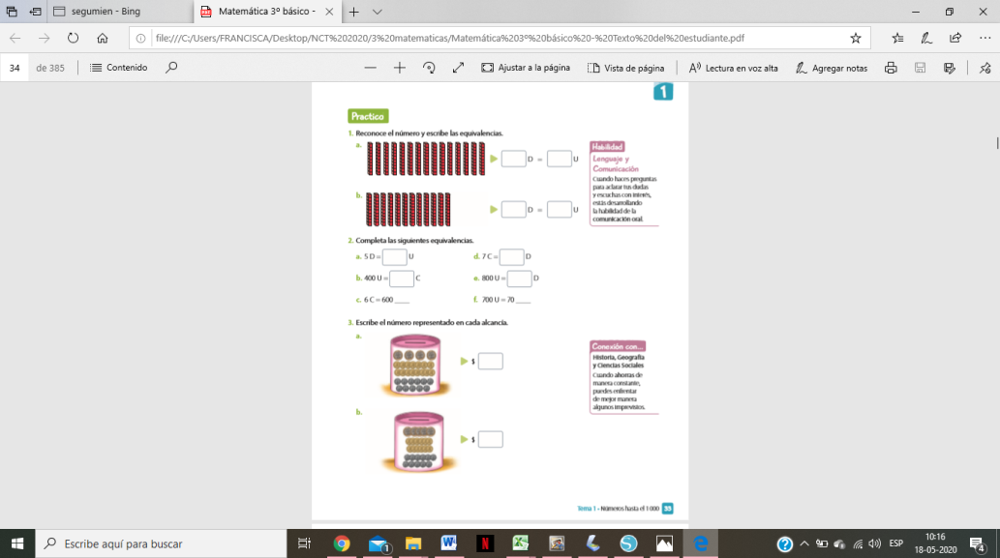 segumien - Bing
Matemática 3º básico -
file:///C:/Users/FRANCISCA/Desktop/NCT%202020/3%20matematicas/Matemática%203º%20básico%20-%20Texto%20del%20estudiante.pdf
34 de 385 Contenido Ajustar a la página Vista de página Lectura en voz alta Agregar notas
1
Practico
1. Reconoce el número y escribe las equivalencias.
a. D = U
b. D = U
Habilidad
Lenguaje y
Comunicación
Cuando haces preguntas
para aclarar tus dudas
y escuchas con interés,
estás desarrollando
la habilidad de la
comunicación oral.
2. Completa las siguientes equivalencias.
a. 5 D = U d. 7 C = D
b. 400 U = C e. 800 U = D
c. 6 C = 600 ____ f. 700 U = 70 ____
3. Escribe el número representado en cada alcancía.
a. $
b. $
Conexión con...
Historia, Geografía
y Ciencias Sociales
Cuando ahorras de
manera constante,
puedes enfrentar
de mejor manera
algunos imprevistos.
Tema 1 - Números hasta el 1 000 33
Escribe aquí para buscar
1
ESP
10:16
18-05-2020
4